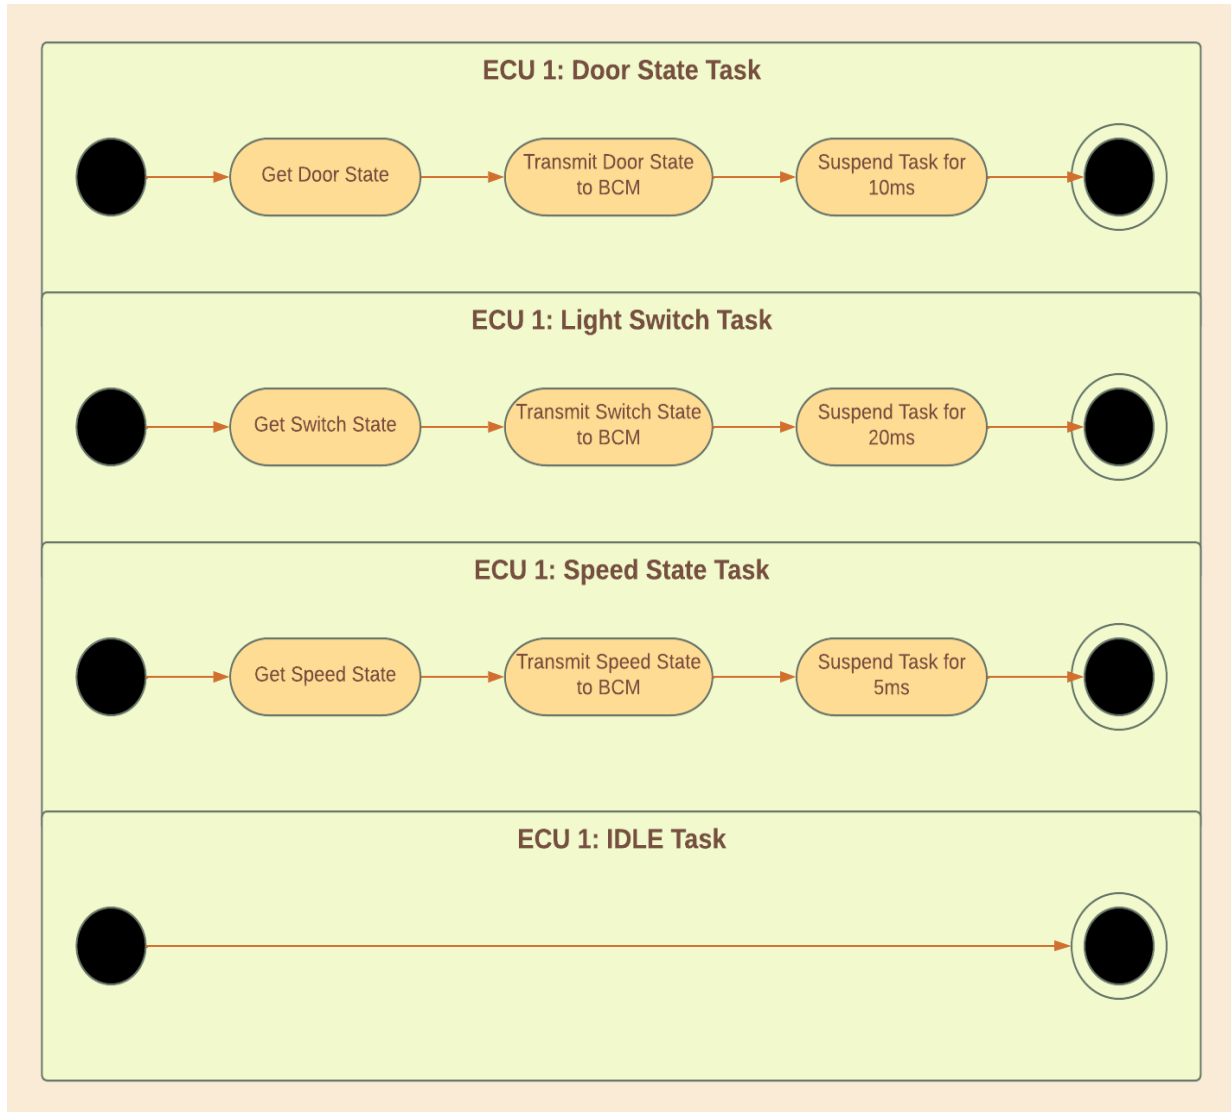 ECU 1: Door State Task
Get Door State
Transmit Door State
to BCM
Suspend Task for
10ms
ECU 1: Light Switch Task
Get Switch State
Transmit Switch State
to BCM
Suspend Task for
20ms
ECU 1: Speed State Task
Get Speed State
Transmit Speed State
to BCM
Suspend Task for
5ms
ECU 1: IDLE Task